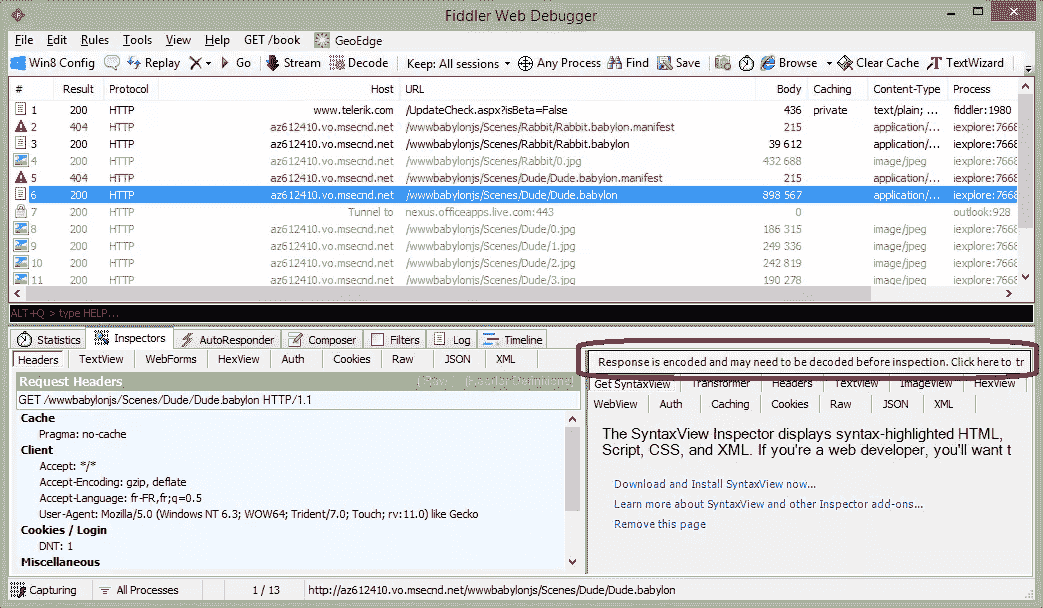 Fiddler Web Debugger
File Edit Rules Tools View Help GET /book GeoEdge
Win8 Config Replay Go Stream Decode Keep: All sessions Any Process Find Save Browse Clear Cache TextWizard
# Result Protocol Host URL Body Caching Content-Type Process
1 200 HTTP www.telerik.com /UpdateCheck.aspx?isBeta=False 436 private text/plain; ... fiddler:1980
2 404 HTTP az612410.vo.msecnd.net /wwwbabylonjs/Scenes/Rabbit/Rabbit.babylon.manifest 215 application/... iexplore:7668
3 200 HTTP az612410.vo.msecnd.net /wwwbabylonjs/Scenes/Rabbit/Rabbit.babylon 39 612 application/... iexplore:7668
4 200 HTTP az612410.vo.msecnd.net /wwwbabylonjs/Scenes/Rabbit/0.jpg 432 688 image/jpeg iexplore:7668
5 404 HTTP az612410.vo.msecnd.net /wwwbabylonjs/Scenes/Dude/Dude.babylon.manifest 215 application/... iexplore:7668
6 200 HTTP az612410.vo.msecnd.net /wwwbabylonjs/Scenes/Dude/Dude.babylon 898 567 application/... iexplore:7668
7 200 HTTP Tunnel to nexus.officeapps.live.com:443 0 outlook:928
8 200 HTTP az612410.vo.msecnd.net /wwwbabylonjs/Scenes/Dude/0.jpg 186 315 image/jpeg iexplore:7668
9 200 HTTP az612410.vo.msecnd.net /wwwbabylonjs/Scenes/Dude/1.jpg 249 336 image/jpeg iexplore:7668
10 200 HTTP az612410.vo.msecnd.net /wwwbabylonjs/Scenes/Dude/2.jpg 242 819 image/jpeg iexplore:7668
11 200 HTTP az612410.vo.msecnd.net /wwwbabylonjs/Scenes/Dude/3.jpg 190 278 image/jpeg iexplore:7668
ALT+Q > type HELP...
Statistics Inspectors AutoResponder Composer Filters Log Timeline
Headers TextView WebForms HexView Auth Cookies Raw JSON XML
Request Headers [Raw] [Header Definitions]
GET /wwwbabylonjs/Scenes/Dude/Dude.babylon HTTP/1.1
Cache
Pragma: no-cache
Client
Accept: */*
Accept-Encoding: gzip, deflate
Accept-Language: fr-FR,fr;q=0.5
User-Agent: Mozilla/5.0 (Windows NT 6.3; WOW64; Trident/7.0; Touch; rv:11.0) like Gecko
Cookies / Login
DNT: 1
Miscellaneous
Response is encoded and may need to be decoded before inspection. Click here to tr
Get SyntaxView Transformer Headers TextView ImageView HexView
WebView Auth Caching Cookies Raw JSON XML
The SyntaxView Inspector displays syntax-highlighted HTML,
Script, CSS, and XML. If you're a web developer, you'll want t
Download and Install SyntaxView now...
Learn more about SyntaxView and other Inspector add-ons...
Remove this page
Capturing All Processes 1 / 13 http://az612410.vo.msecnd.net/wwwbabylonjs/Scenes/Dude/Dude.babylon